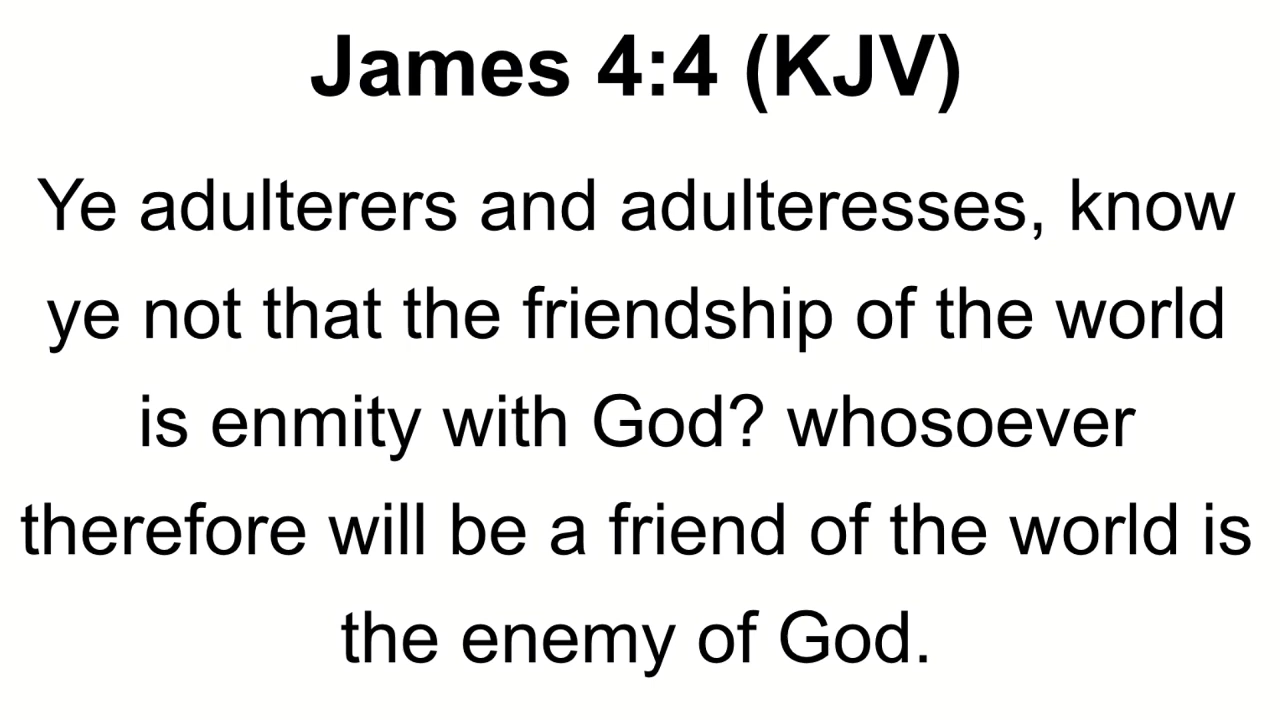 James 4:4 (KJV)
Ye adulterers and adulteresses, know
ye not that the friendship of the world
is enmity with God? whosoever
therefore will be a friend of the world is
the enemy of God.